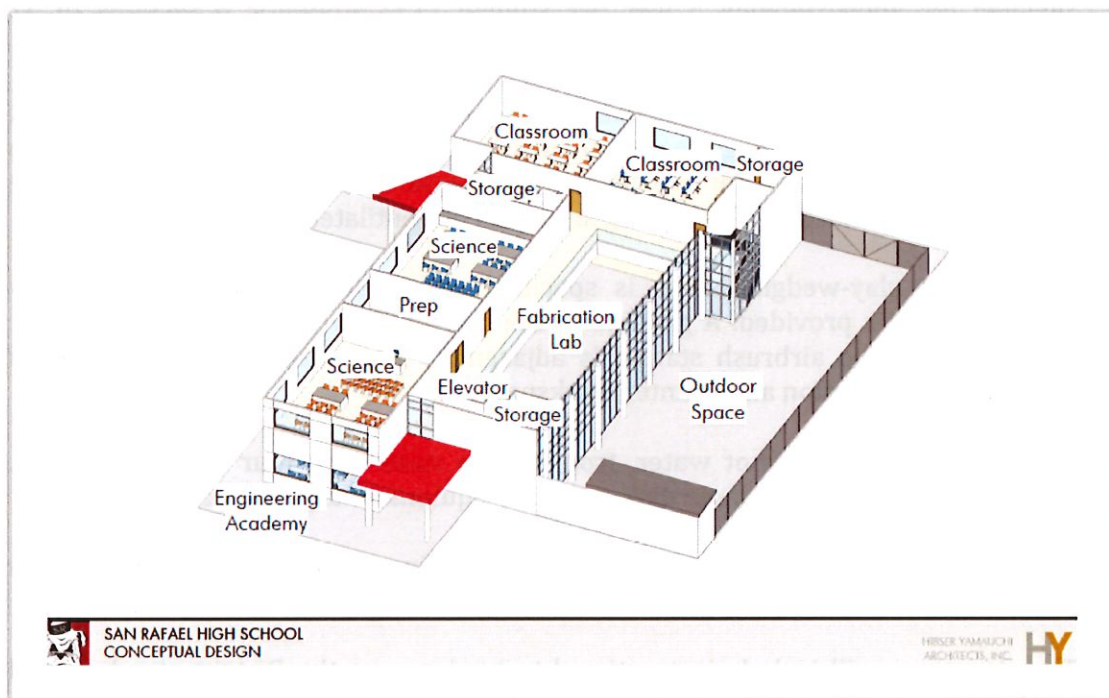 Classroom
Classroom
Storage
Storage
Science
Prep
Fabrication
Lab
Science
Elevator
Storage
Outdoor
Space
Engineering
Academy
SAN RAFAEL HIGH SCHOOL
CONCEPTUAL DESIGN
HIBSER YAMAUCHI
ARCHITECTS, INC.
HY